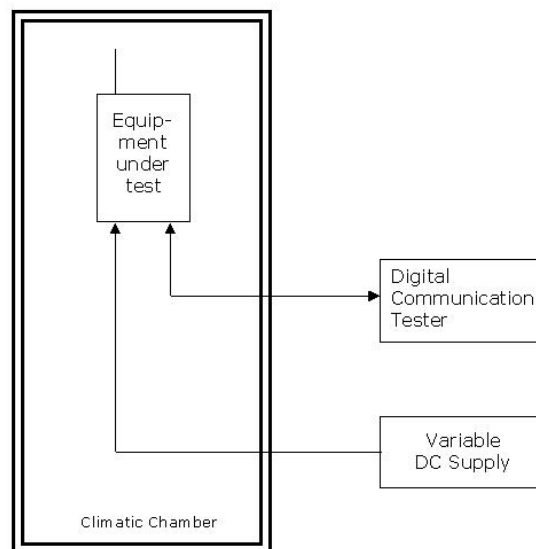 Equip-
ment
under
test
Digital
Communication
Tester
Variable
DC Supply
Climatic Chamber